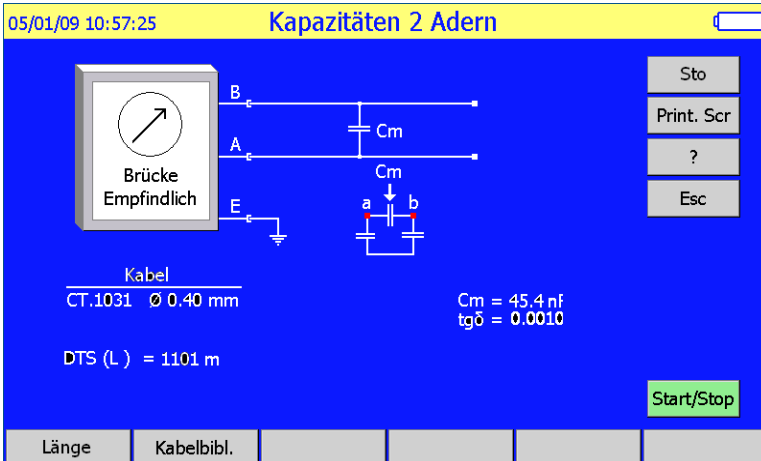 05/01/09 10:57:25
Kapazitäten 2 Adern
B
Cm
A
Cm
a b
E
Brücke
Empfindlich
Kabel
CT.1031 Ø 0.40 mm
DTS (L ) = 1101 m
Cm = 45.4 nF
tgδ = 0.0010
Sto
Print. Scr
?
Esc
Start/Stop
Länge
Kabelbibl.